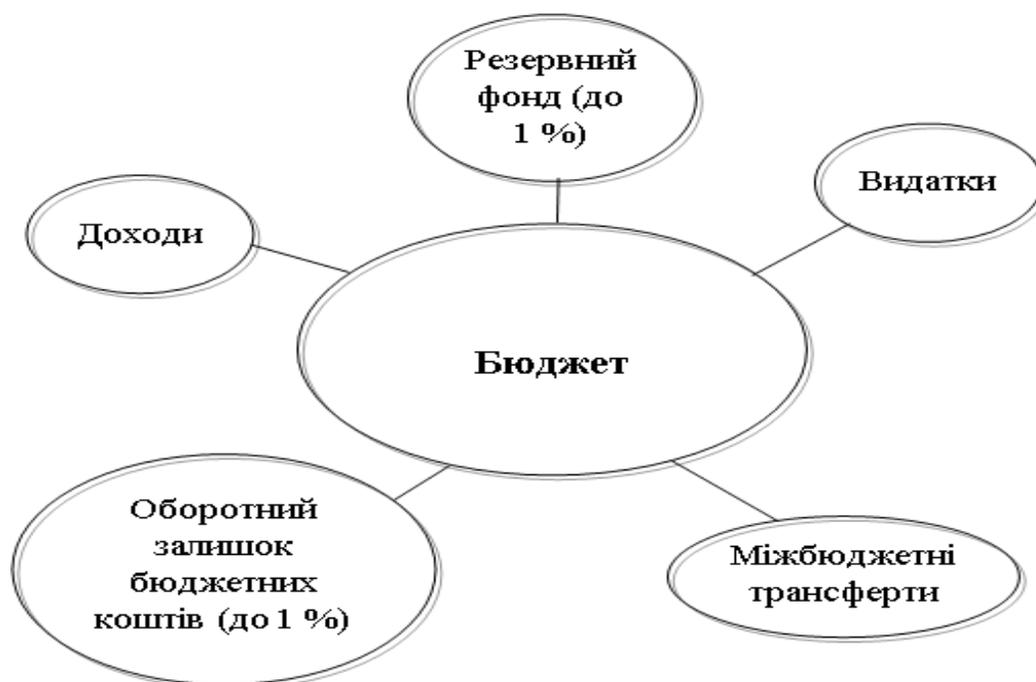 Резервний
фонд (до
1 %)
Видатки
Доходи
Бюджет
Оборотний
залишок
бюджетних
коштів (до 1 %)
Міжбюджетні
трансферти